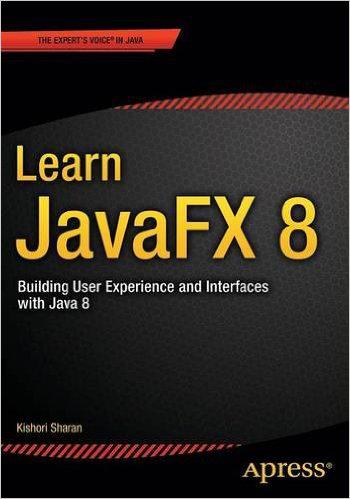 THE EXPERT'S VOICE® IN JAVA
Learn
JavaFX 8
Building User Experience and Interfaces
with Java 8
Kishori Sharan
Apress®